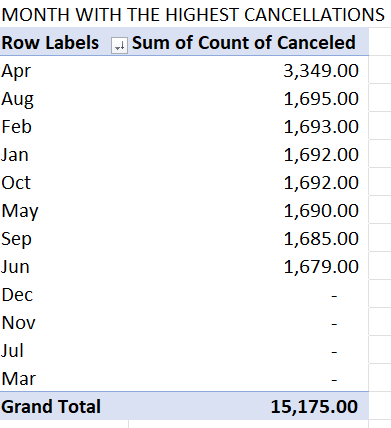 MONTH WITH THE HIGHEST CANCELLATIONS
Row Labels Sum of Count of Canceled
Apr 3,349.00
Aug 1,695.00
Feb 1,693.00
Jan 1,692.00
Oct 1,692.00
May 1,690.00
Sep 1,685.00
Jun 1,679.00
Dec -
Nov -
Jul -
Mar -
Grand Total 15,175.00